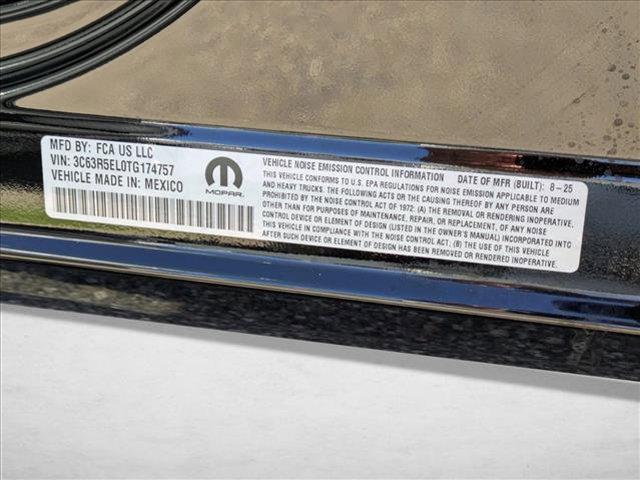 MFD BY: FCA US LLC
VIN: 3C63R5EL0TG174757
VEHICLE MADE IN: MEXICO
MOPAR
VEHICLE NOISE EMISSION CONTROL INFORMATION DATE OF MFR (BUILT): 8-25
THIS VEHICLE CONFORMS TO U.S. EPA REGULATIONS FOR NOISE EMISSION APPLICABLE TO MEDIUM
AND HEAVY TRUCKS. THE FOLLOWING ACTS OR THE CAUSING THEREOF BY ANY PERSON ARE
PROHIBITED BY THE NOISE CONTROL ACT OF 1972: (A) THE REMOVAL OR RENDERING INOPERATIVE,
OTHER THAN FOR PURPOSES OF MAINTENANCE, REPAIR, OR REPLACEMENT, OF ANY NOISE
CONTROL DEVICE OR ELEMENT OF DESIGN (LISTED IN THE OWNER'S MANUAL) INCORPORATED INTO
THIS VEHICLE IN COMPLIANCE WITH THE NOISE CONTROL ACT; (B) THE USE OF THIS VEHICLE
AFTER SUCH DEVICE OR ELEMENT OF DESIGN HAS BEEN REMOVED OR RENDERED INOPERATIVE.